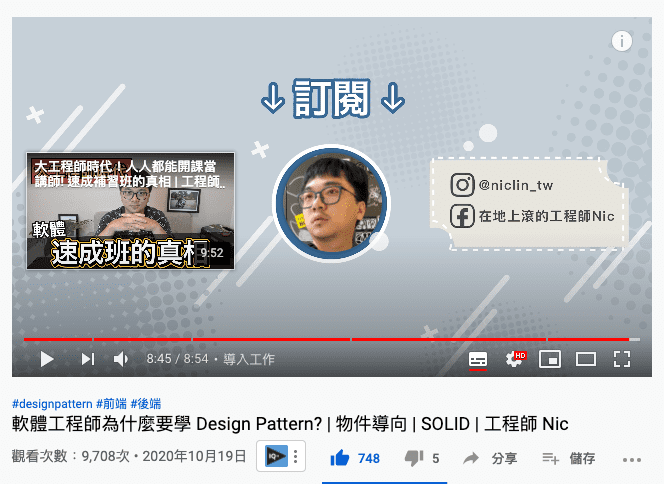 ↓訂閱↓
大工程師時代！人人都能開課當
講師! 速成補習班的真相 | 工程師..
軟體
速成班的真相
9:52
@niclin_tw
在地上滾的工程師Nic
8:45 / 8:54・導入工作
HD
#designpattern #前端 #後端
軟體工程師為什麼要學 Design Pattern? | 物件導向 | SOLID | 工程師 Nic
觀看次數：9,708次・2020年10月19日
IQ
748
5
分享
儲存